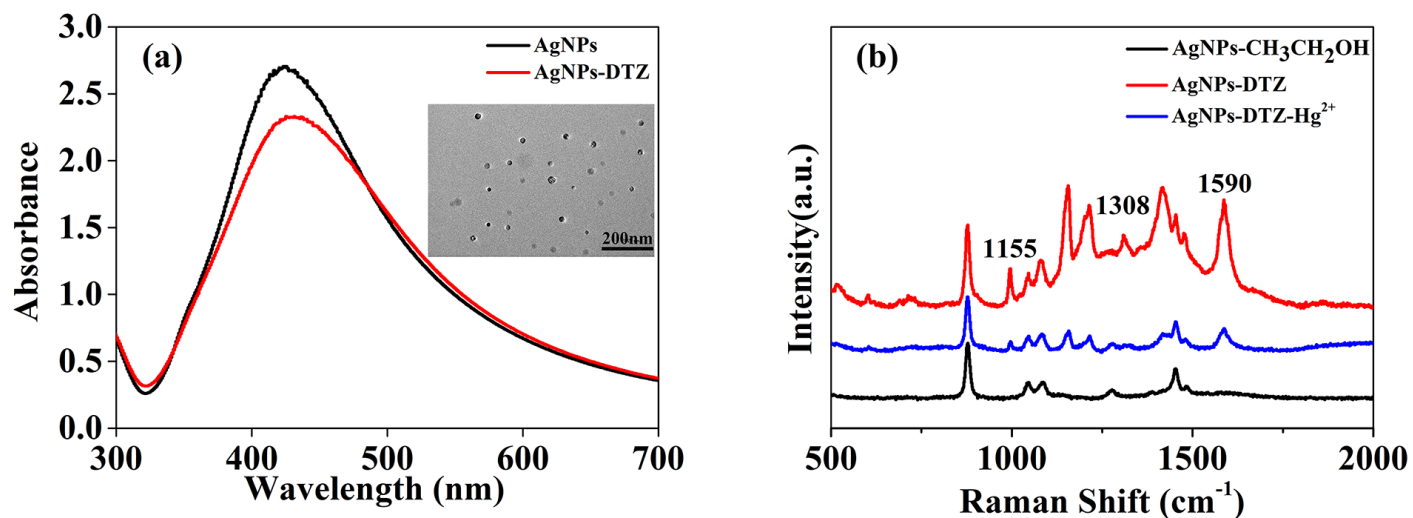 3.0
2.5
2.0
1.5
1.0
0.5
0.0
Absorbance
(a)
AgNPs
AgNPs-DTZ
200nm
300 400 500 600 700
Wavelength (nm)
(b)
AgNPs-CH₃CH₂OH
AgNPs-DTZ
AgNPs-DTZ-Hg²⁺
1155
1308
1590
Intensity(a.u.)
500 1000 1500 2000
Raman Shift (cm⁻¹)